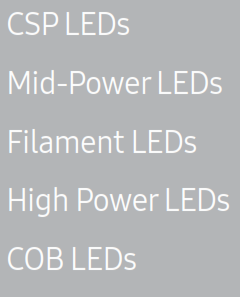 CSP LEDs
Mid-Power LEDs
Filament LEDs
High Power LEDs
COB LEDs